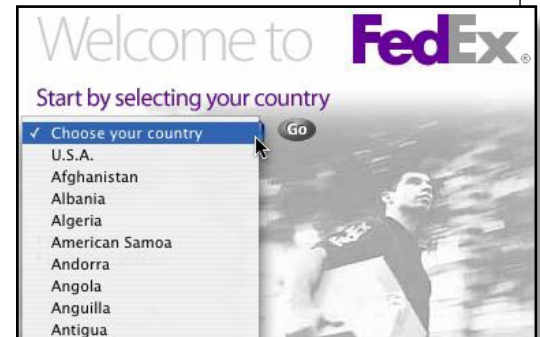 Welcome to FedEx®
Start by selecting your country
✓ Choose your country
Go
U.S.A.
Afghanistan
Albania
Algeria
American Samoa
Andorra
Angola
Anguilla
Antigua
FedEx